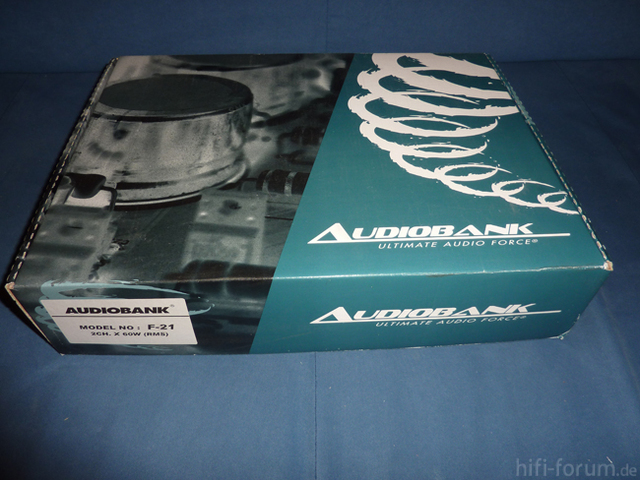 AUDIOBANK
ULTIMATE AUDIO FORCE®
AUDIOBANK
ULTIMATE AUDIO FORCE®
AUDIOBANK®
MODEL NO : F-21
2CH. X 60W (RMS)
hifi-forum.de